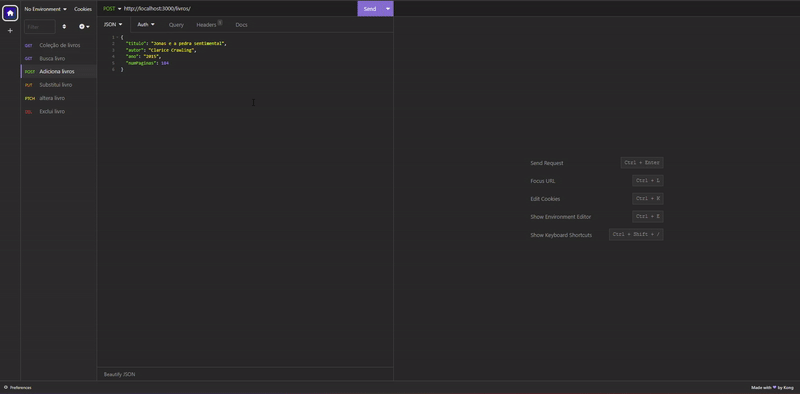 No Environment Cookies
POST http://localhost:3000/livros/ Send
Filter
JSON Auth Query Headers Docs
GET Coleção de livros
GET Busca livro
POST Adiciona livros
PUT Substitui livro
PTCH altera livro
DEL Exclui livro
1 {
2 "titulo": "Jonas e a pedra sentimental",
3 "autor": "Clarice Crawling",
4 "ano": "2015",
5 "numPaginas": 184
6 }
Send Request Ctrl + Enter
Focus URL Ctrl + L
Edit Cookies Ctrl + K
Show Environment Editor Ctrl + E
Show Keyboard Shortcuts Ctrl + Shift + /
Beautify JSON
Preferences
Made with ❤ by Kong